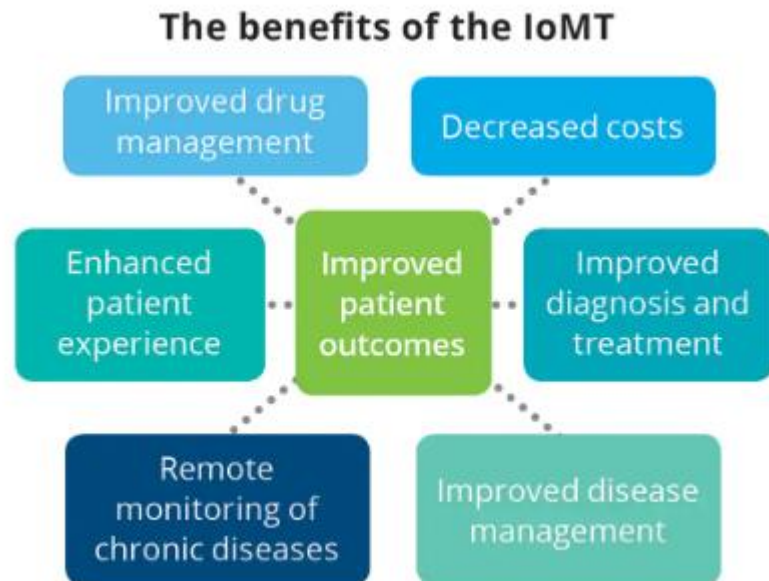 The benefits of the IoMT
Improved drug
management
Decreased costs
Enhanced
patient
experience
Improved
patient
outcomes
Improved
diagnosis and
treatment
Remote
monitoring of
chronic diseases
Improved disease
management